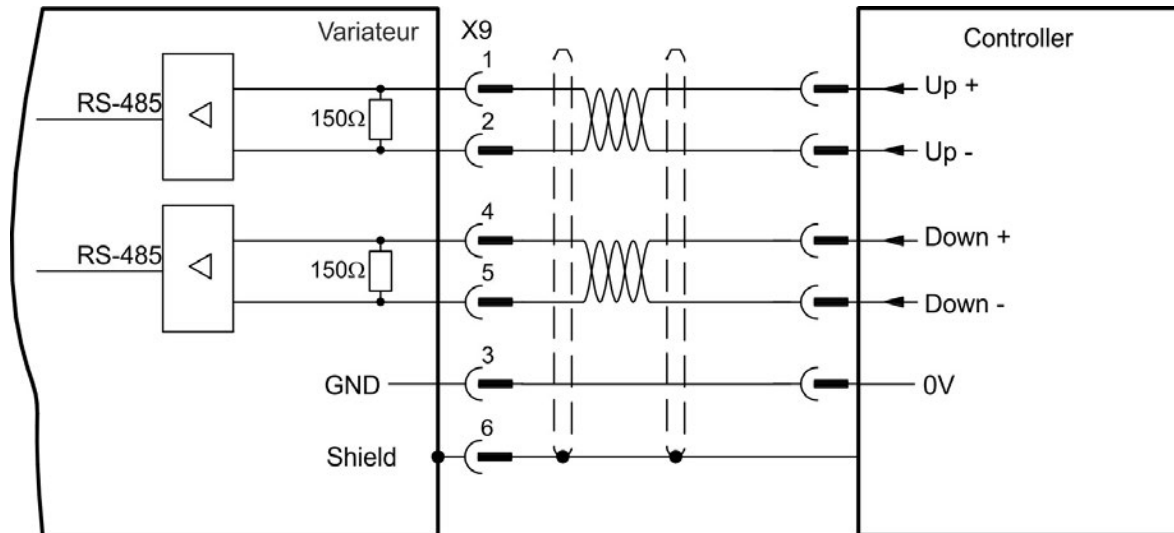 Variateur
X9
Controller
1
RS-485
150Ω
Up +
2
Up -
4
RS-485
150Ω
Down +
5
Down -
3
GND
0V
6
Shield